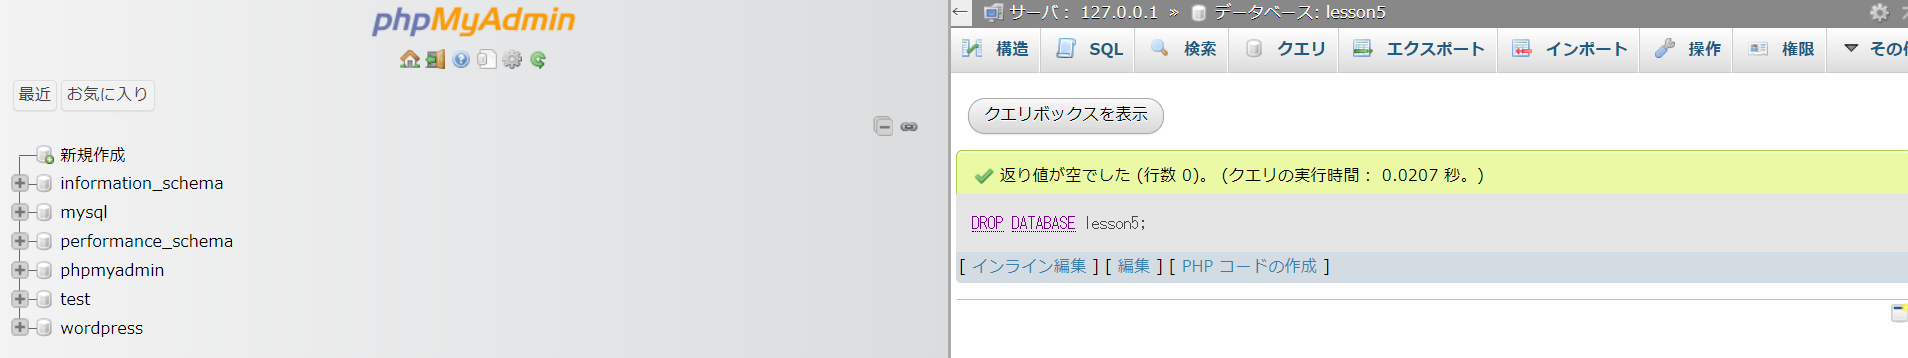 phpMyAdmin
最近 お気に入り
新規作成
information_schema
mysql
performance_schema
phpmyadmin
test
wordpress
← サーバ: 127.0.0.1 » データベース: lesson5
構造 SQL 検索 クエリ エクスポート インポート 操作 権限 ▼
クエリボックスを表示
返り値が空でした (行数 0)。 (クエリの実行時間: 0.0207 秒。)
DROP DATABASE lesson5;
[ インライン編集 ] [ 編集 ] [ PHP コードの作成 ]